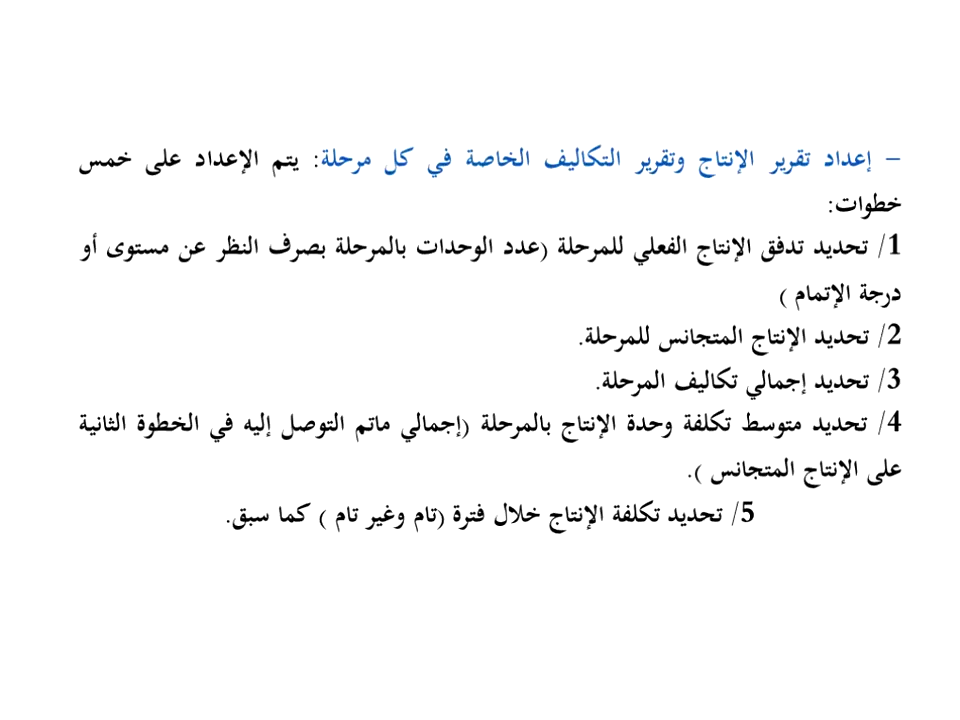 - إعداد تقرير الإنتاج وتقرير التكاليف الخاصة في كل مرحلة: يتم الإعداد على خمس
خطوات:
1/ تحديد تدفق الإنتاج الفعلي للمرحلة (عدد الوحدات بالمرحلة بصرف النظر عن مستوى أو
درجة الإتمام )
2/ تحديد الإنتاج المتجانس للمرحلة.
3/ تحديد إجمالي تكاليف المرحلة.
4/ تحديد متوسط تكلفة وحدة الإنتاج بالمرحلة (إجمالي ماتم التوصل إليه في الخطوة الثانية
على الإنتاج المتجانس ).
5/ تحديد تكلفة الإنتاج خلال فترة (تام وغير تام ) كما سبق.